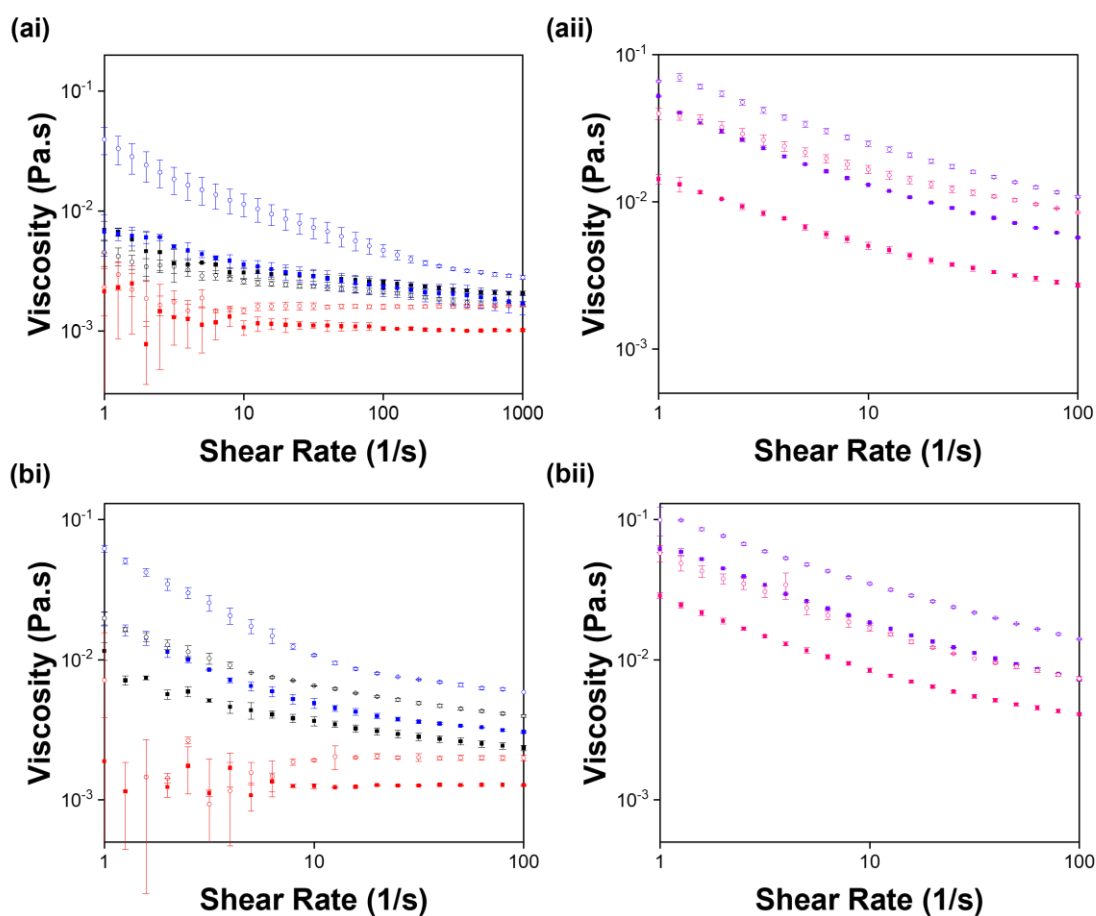 (ai)
Viscosity (Pa.s)
10⁻¹
10⁻²
10⁻³
1 10 100 1000
Shear Rate (1/s)
(aii)
Viscosity (Pa.s)
10⁻¹
10⁻²
10⁻³
1 10 100
Shear Rate (1/s)
(bi)
Viscosity (Pa.s)
10⁻¹
10⁻²
10⁻³
1 10 100
Shear Rate (1/s)
(bii)
Viscosity (Pa.s)
10⁻¹
10⁻²
10⁻³
1 10 100
Shear Rate (1/s)